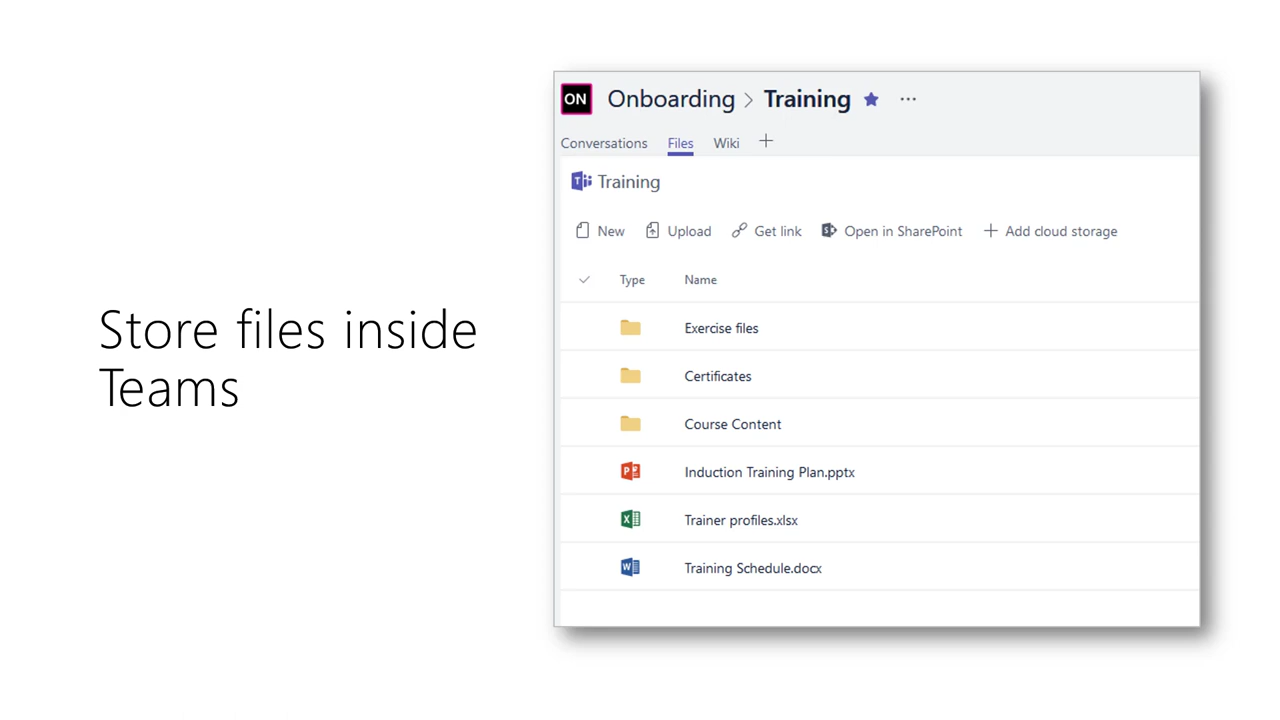 Store files inside
Teams
ON Onboarding > Training ...
Conversations Files Wiki +
Training
New Upload Get link Open in SharePoint + Add cloud storage
Type Name
Exercise files
Certificates
Course Content
Induction Training Plan.pptx
Trainer profiles.xlsx
Training Schedule.docx